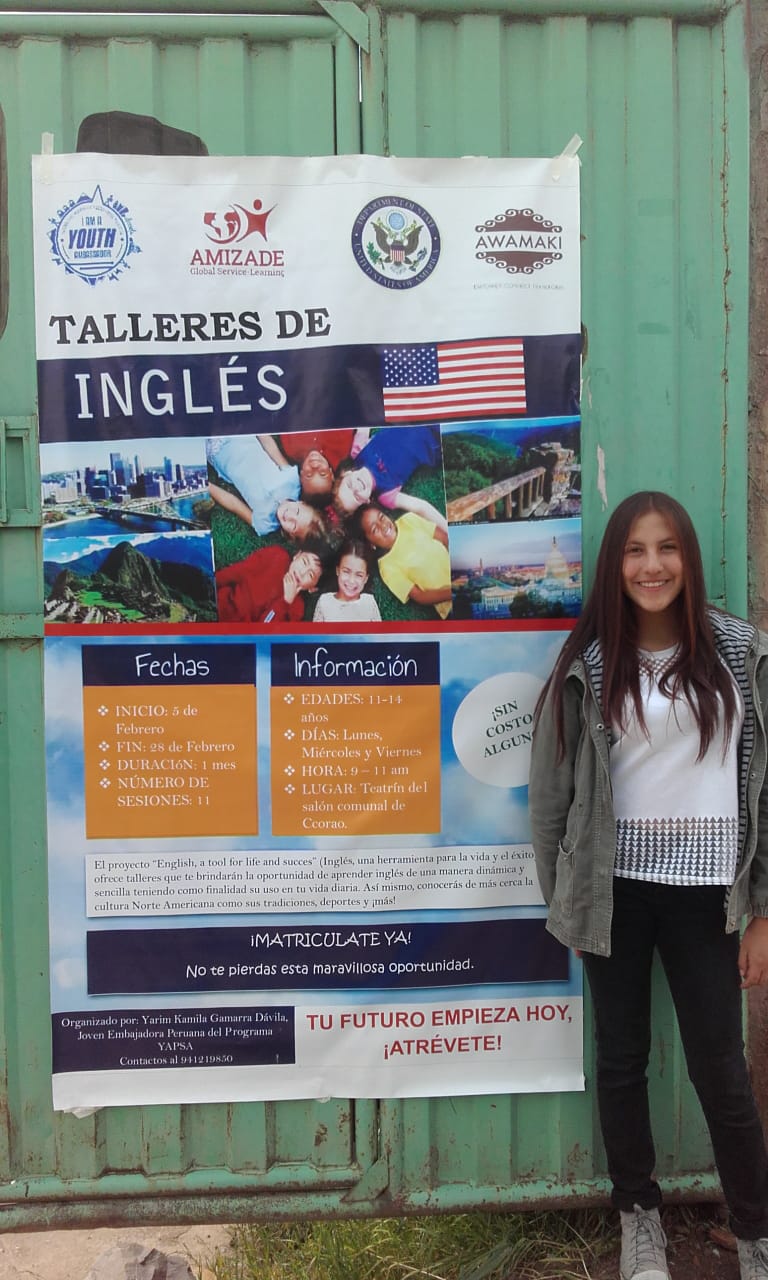 I AM A
YOUTH
AMBASSADOR
AMIZADE
Global Service-Learning
DEPARTMENT OF STATE
UNITED STATES OF AMERICA
AWAMAKI
TALLERES DE
INGLÉS
Fechas
❖ INICIO: 5 de
Febrero
❖ FIN: 28 de Febrero
❖ DURACIóN: 1 mes
❖ NÚMERO DE
SESIONES: 11
Información
❖ EDADES: 11-14
años
❖ DÍAS: Lunes,
Miércoles y Viernes
❖ HORA: 9 – 11 am
❖ LUGAR: Teatrín del
salón comunal de
Ccorao.
¡SIN
COSTO
ALGUN
El proyecto "English, a tool for life and succes" (Inglés, una herramienta para la vida y el éxito
ofrece talleres que te brindarán la oportunidad de aprender inglés de una manera dinámica y
sencilla teniendo como finalidad su uso en tu vida diaria. Así mismo, conocerás de más cerca la
cultura Norte Americana como sus tradiciones, deportes y ¡más!
¡MATRICULATE YA!
No te pierdas esta maravillosa oportunidad.
Organizado por: Yarim Kamila Gamarra Dávila,
Joven Embajadora Peruana del Programa
YAPSA
Contactos al 941219850
TU FUTURO EMPIEZA HOY,
¡ATRÉVETE!